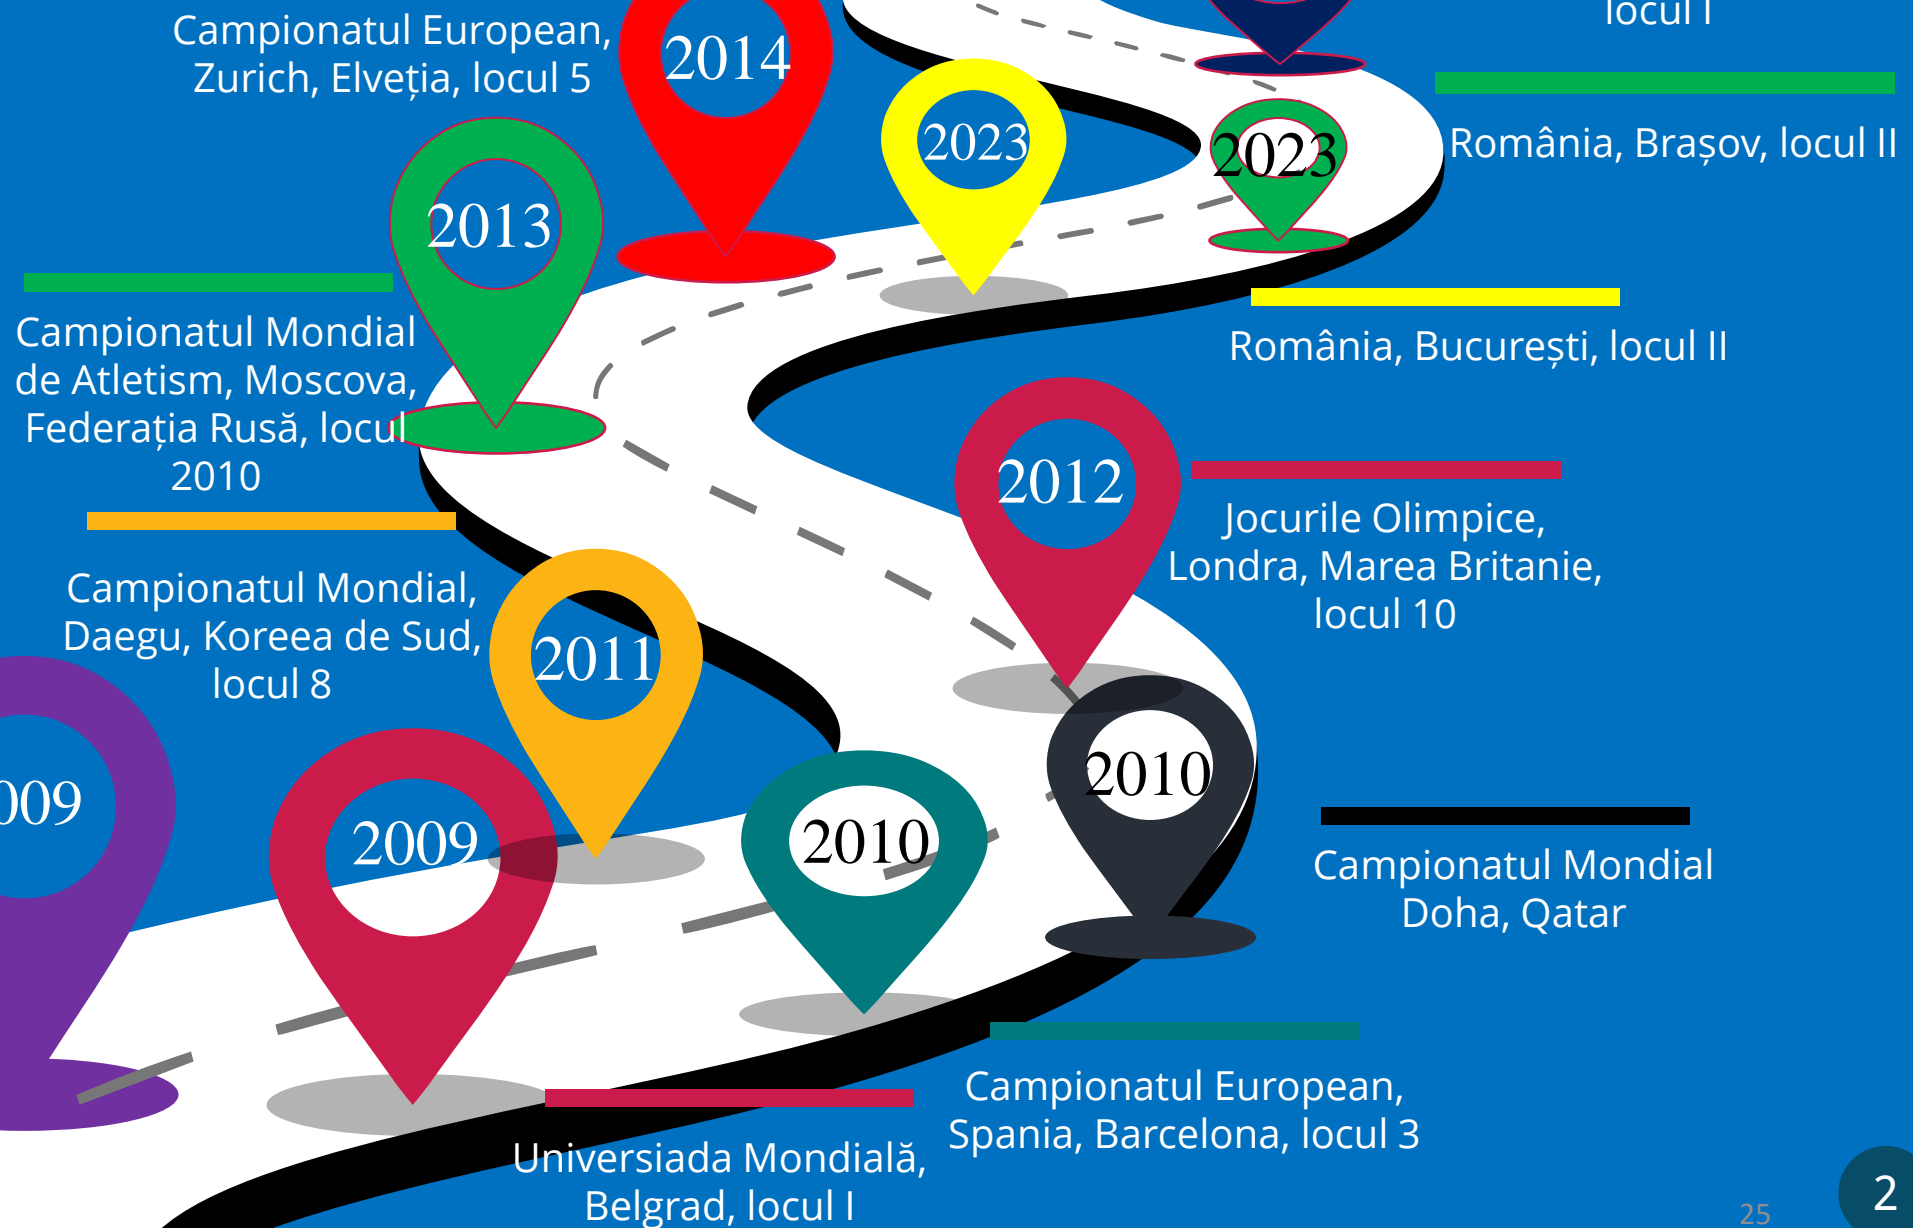 Campionatul European,
Zurich, Elveția, locul 5
2014
locul I
2023
2023
România, Brașov, locul II
2013
Campionatul Mondial
de Atletism, Moscova,
Federația Rusă, locul
2010
România, București, locul II
2012
Jocurile Olimpice,
Londra, Marea Britanie,
locul 10
Campionatul Mondial,
Daegu, Koreea de Sud,
locul 8
2011
009
2009
2010
2010
Campionatul Mondial
Doha, Qatar
Campionatul European,
Spania, Barcelona, locul 3
Universiada Mondială,
Belgrad, locul I
25
2